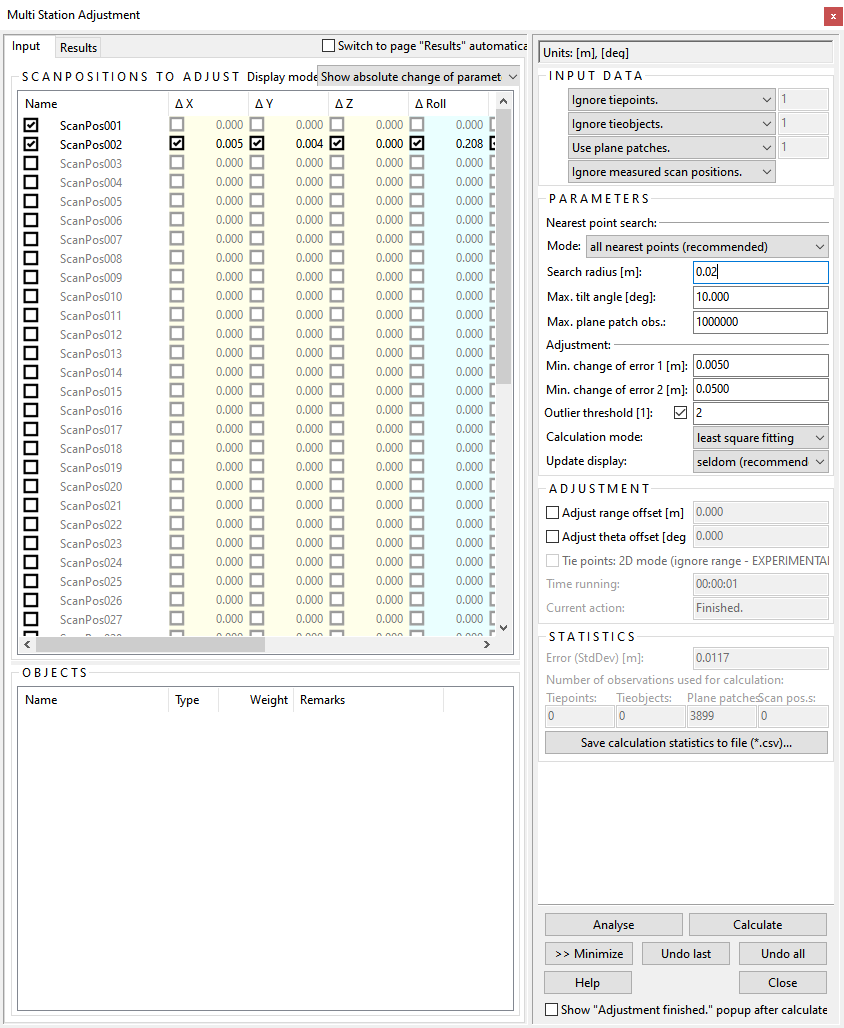 Multi Station Adjustment
x
Input
Results
Switch to page "Results" automatica
SCANPOSITIONS TO ADJUST Display mode Show absolute change of paramet
Name Δ X Δ Y Δ Z Δ Roll
ScanPos001 0.000 0.000 0.000 0.000
ScanPos002 0.005 0.004 0.000 0.208
ScanPos003 0.000 0.000 0.000 0.000
ScanPos004 0.000 0.000 0.000 0.000
ScanPos005 0.000 0.000 0.000 0.000
ScanPos006 0.000 0.000 0.000 0.000
ScanPos007 0.000 0.000 0.000 0.000
ScanPos008 0.000 0.000 0.000 0.000
ScanPos009 0.000 0.000 0.000 0.000
ScanPos010 0.000 0.000 0.000 0.000
ScanPos011 0.000 0.000 0.000 0.000
ScanPos012 0.000 0.000 0.000 0.000
ScanPos013 0.000 0.000 0.000 0.000
ScanPos014 0.000 0.000 0.000 0.000
ScanPos015 0.000 0.000 0.000 0.000
ScanPos016 0.000 0.000 0.000 0.000
ScanPos017 0.000 0.000 0.000 0.000
ScanPos018 0.000 0.000 0.000 0.000
ScanPos019 0.000 0.000 0.000 0.000
ScanPos020 0.000 0.000 0.000 0.000
ScanPos021 0.000 0.000 0.000 0.000
ScanPos022 0.000 0.000 0.000 0.000
ScanPos023 0.000 0.000 0.000 0.000
ScanPos024 0.000 0.000 0.000 0.000
ScanPos025 0.000 0.000 0.000 0.000
ScanPos026 0.000 0.000 0.000 0.000
ScanPos027 0.000 0.000 0.000 0.000
OBJECTS
Name Type Weight Remarks
Units: [m], [deg]
INPUT DATA
Ignore tiepoints. 1
Ignore tieobjects. 1
Use plane patches. 1
Ignore measured scan positions.
PARAMETERS
Nearest point search:
Mode: all nearest points (recommended)
Search radius [m]: 0.02
Max. tilt angle [deg]: 10.000
Max. plane patch obs.: 1000000
Adjustment:
Min. change of error 1 [m]: 0.0050
Min. change of error 2 [m]: 0.0500
Outlier threshold [1]: 2
Calculation mode: least square fitting
Update display: seldom (recommend
ADJUSTMENT
Adjust range offset [m] 0.000
Adjust theta offset [deg 0.000
Tie points: 2D mode (ignore range - EXPERIMENTAL
Time running: 00:00:01
Current action: Finished.
STATISTICS
Error (StdDev) [m]: 0.0117
Number of observations used for calculation:
Tiepoints: Tieobjects: Plane patches Scan pos.s:
0 0 3899 0
Save calculation statistics to file (*.csv)...
Analyse Calculate
>> Minimize Undo last Undo all
Help Close
Show "Adjustment finished." popup after calculate